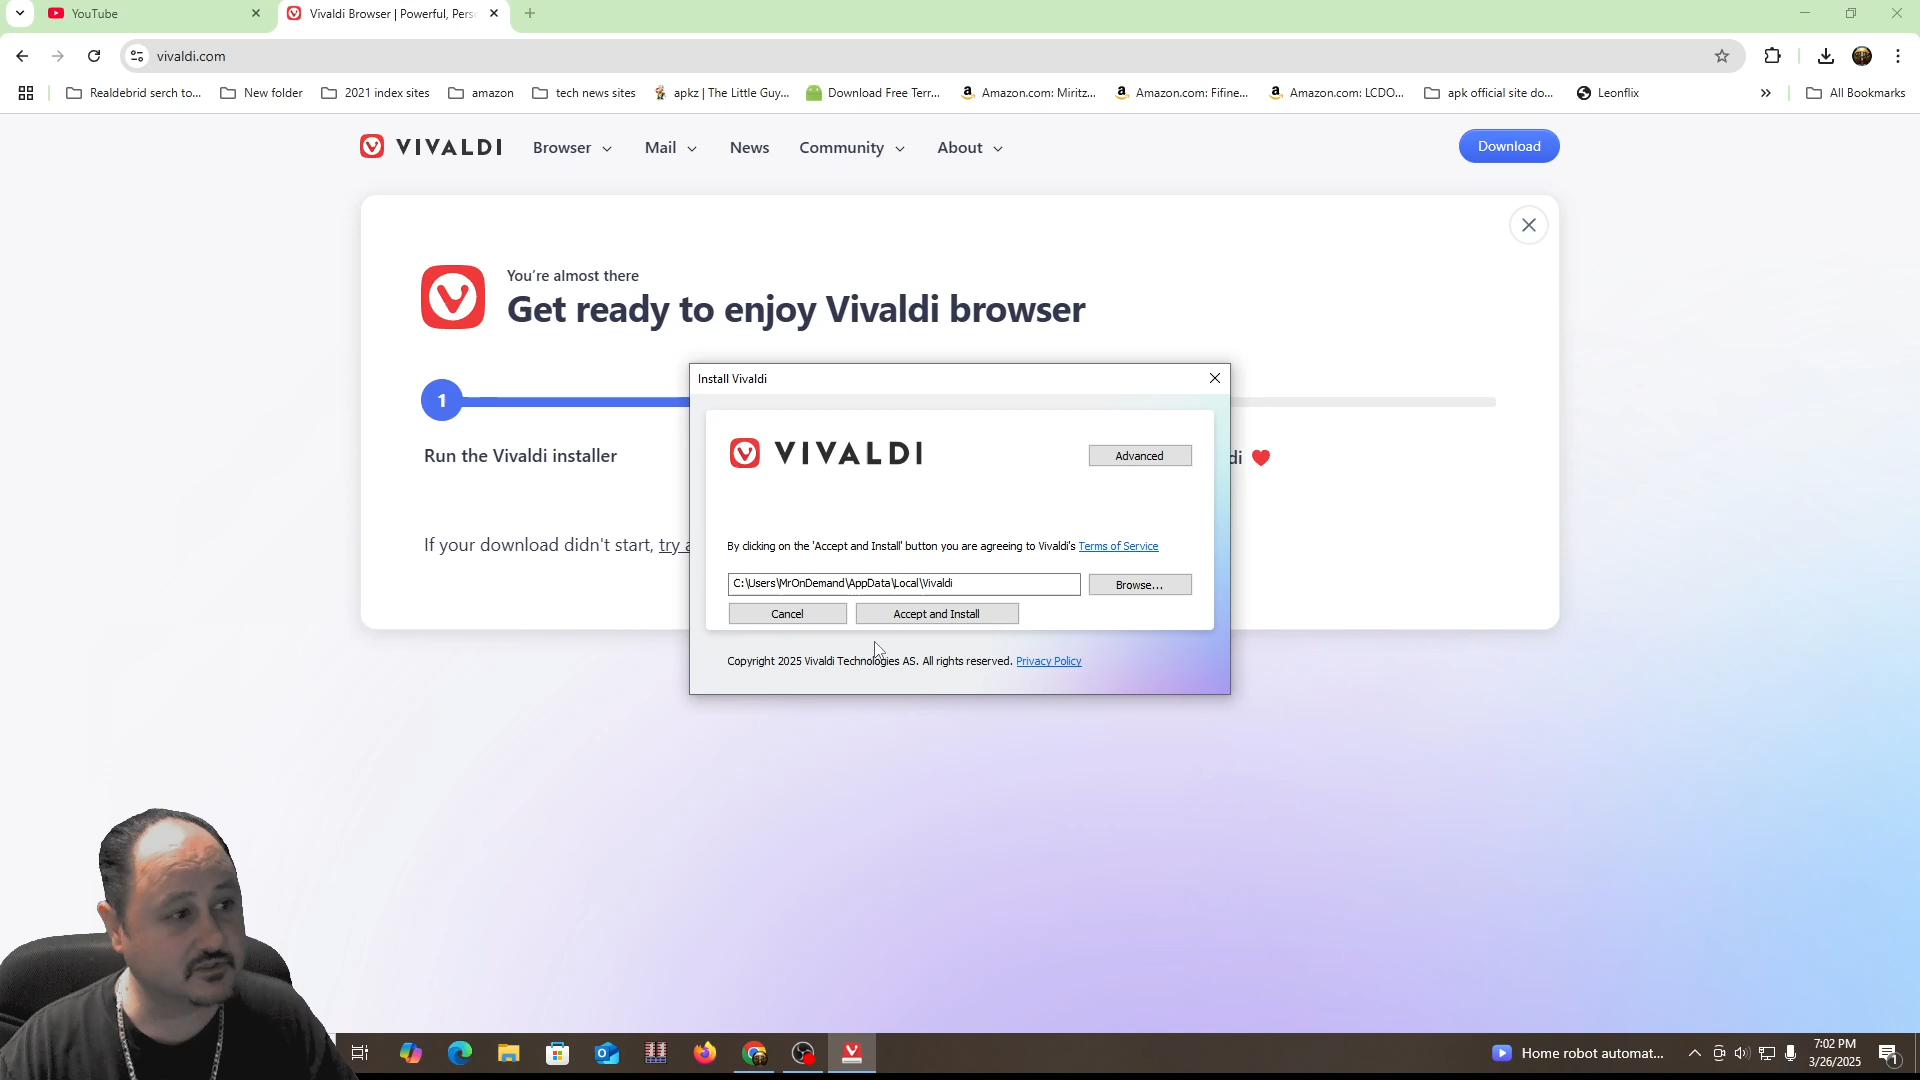 YouTube
Vivaldi Browser | Powerful, Pers
vivaldi.com
Realdebrid serch to...
New folder
2021 index sites
amazon
tech news sites
apkz | The Little Guy...
Download Free Terr...
Amazon.com: Miritz...
Amazon.com: Fifine...
Amazon.com: LCDO...
apk official site do...
Leonflix
All Bookmarks
VIVALDI
Browser
Mail
News
Community
About
Download
You're almost there
Get ready to enjoy Vivaldi browser
1
Run the Vivaldi installer
di
If your download didn't start, try a
Install Vivaldi
VIVALDI
Advanced
By clicking on the 'Accept and Install' button you are agreeing to Vivaldi's Terms of Service
C:\Users\MrOnDemand\AppData\Local\Vivaldi
Browse...
Cancel
Accept and Install
Copyright 2025 Vivaldi Technologies AS. All rights reserved. Privacy Policy
Home robot automat...
7:02 PM
3/26/2025
1